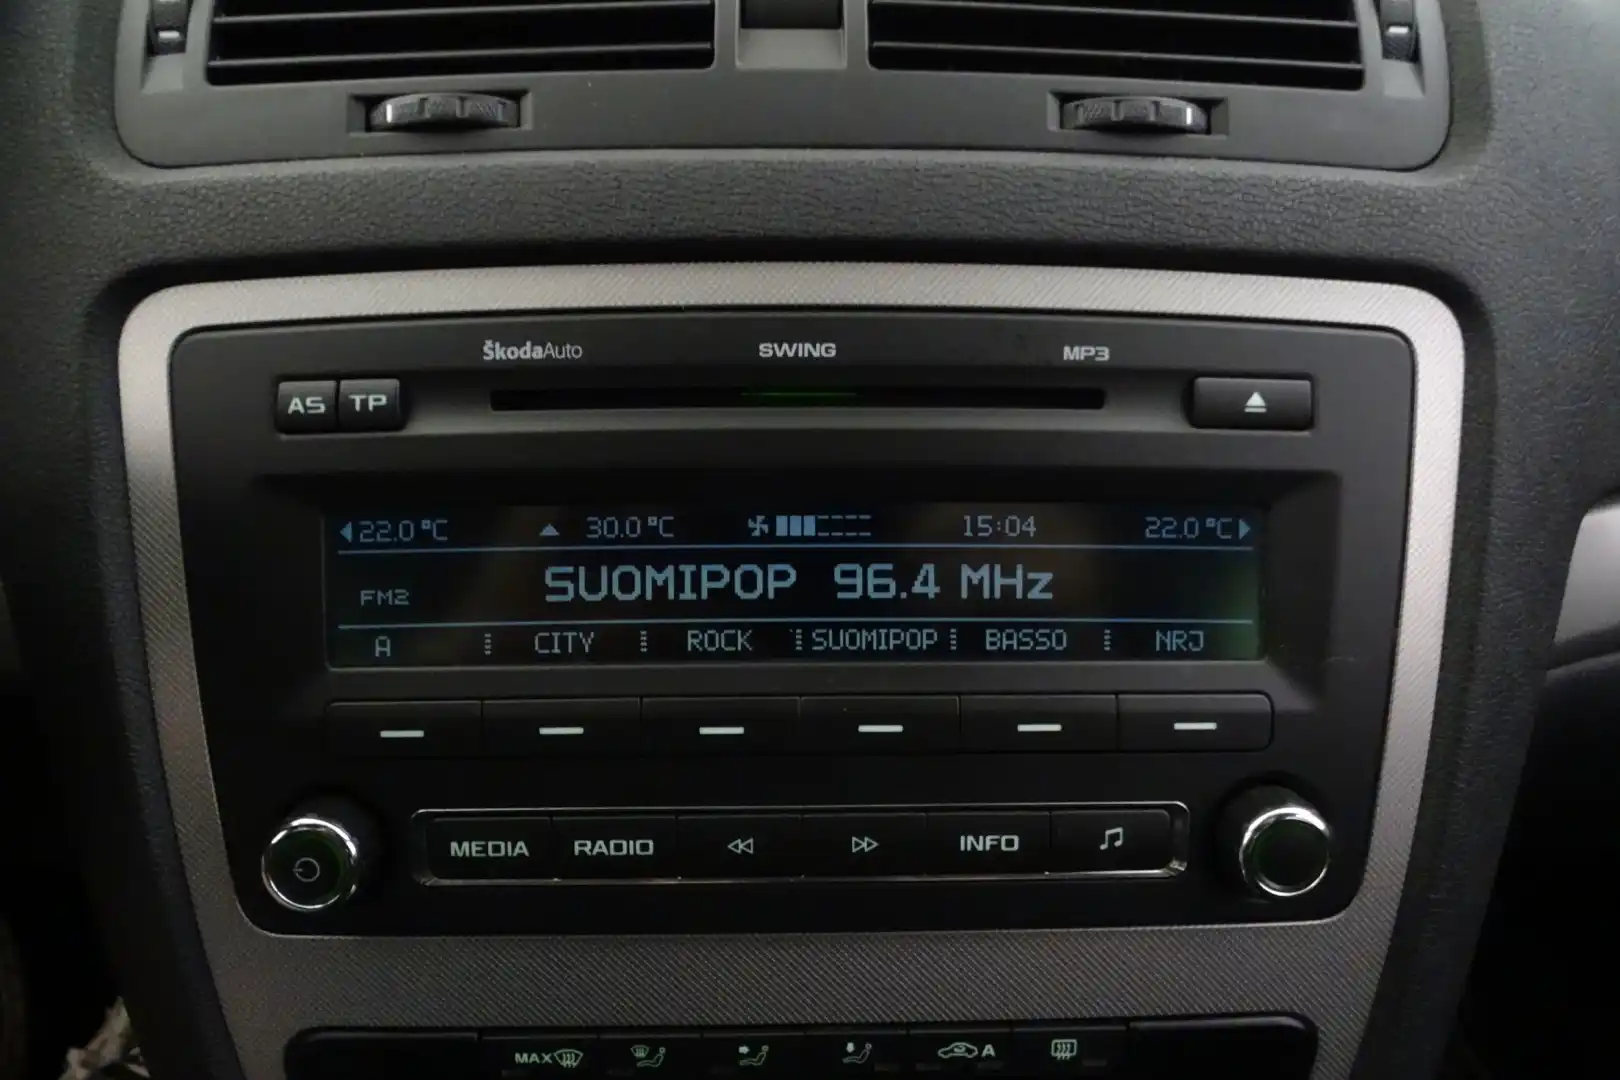 ŠkodaAuto SWING MP3
AS TP
22.0°C 30.0°C 15:04 22.0°C
FM2 SUOMIPOP 96.4 MHz
A CITY ROCK SUOMIPOP BASSO NRJ
MEDIA RADIO INFO
MAX A